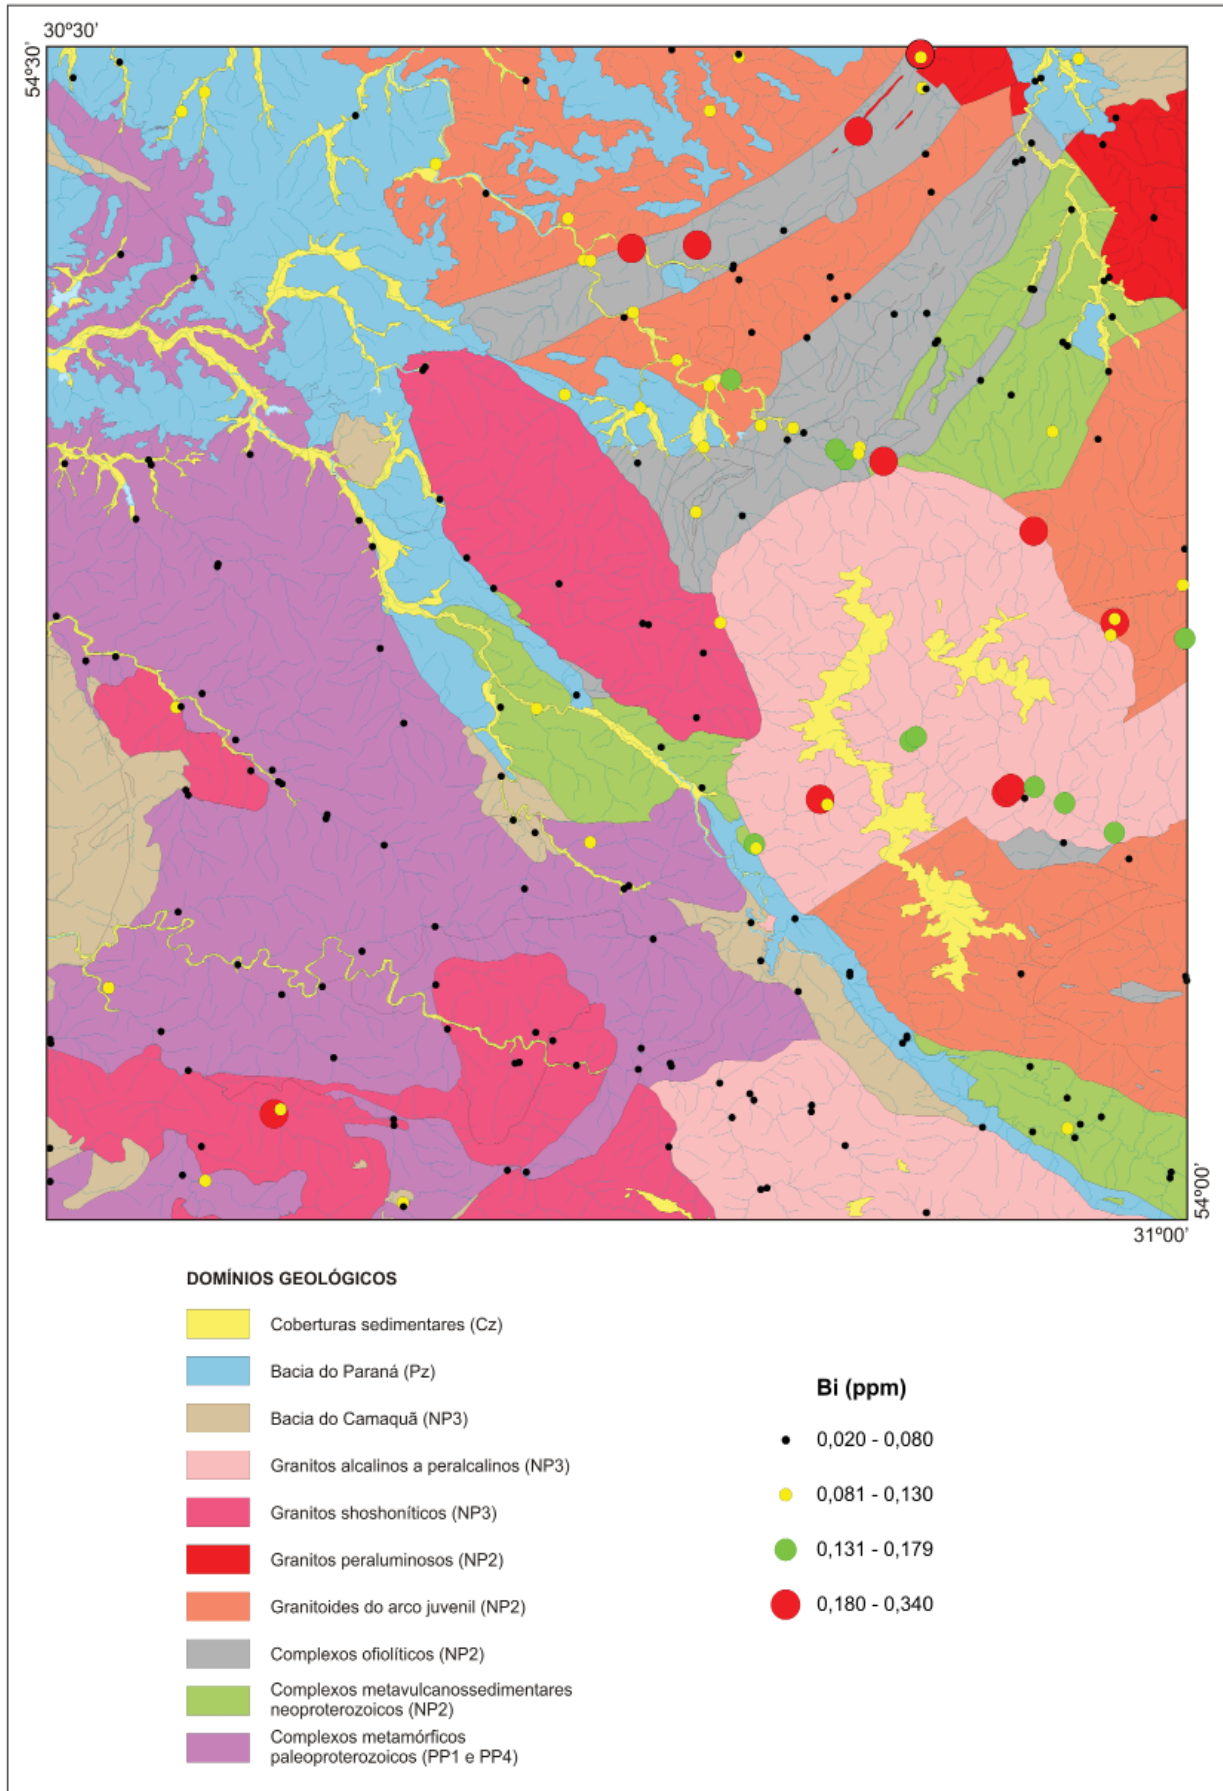 30º30'
54º30'
54º00'
31º00'
DOMÍNIOS GEOLÓGICOS
Coberturas sedimentares (Cz)
Bacia do Paraná (Pz)
Bacia do Camaquã (NP3)
Granitos alcalinos a peralcalinos (NP3)
Granitos shoshoníticos (NP3)
Granitos peraluminosos (NP2)
Granitoides do arco juvenil (NP2)
Complexos ofiolíticos (NP2)
Complexos metavulcanossedimentares
neoproterozoicos (NP2)
Complexos metamórficos
paleoproterozoicos (PP1 e PP4)
Bi (ppm)
0,020 - 0,080
0,081 - 0,130
0,131 - 0,179
0,180 - 0,340